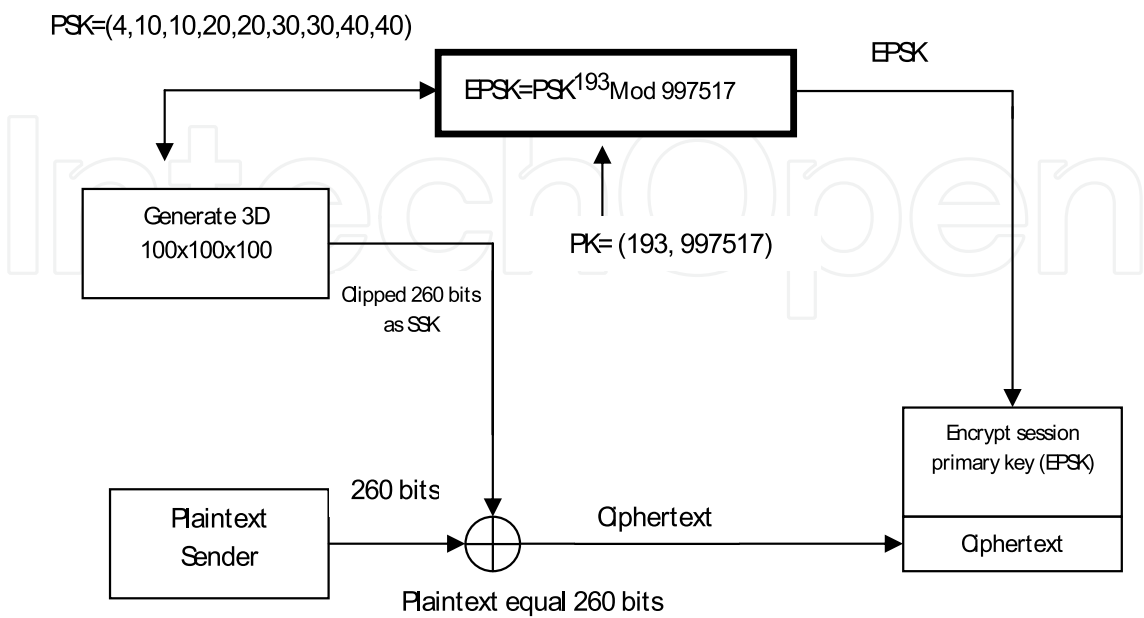 PSK=(4,10,10,20,20,30,30,40,40)
EPSK=PSK^193 Mod 997517
EPSK
IntechOpen
Generate 3D
100x100x100
PK= (193, 997517)
Clipped 260 bits
as SSK
Encrypt session
primary key (EPSK)
260 bits
Plaintext
Sender
Ciphertext
Ciphertext
Plaintext equal 260 bits